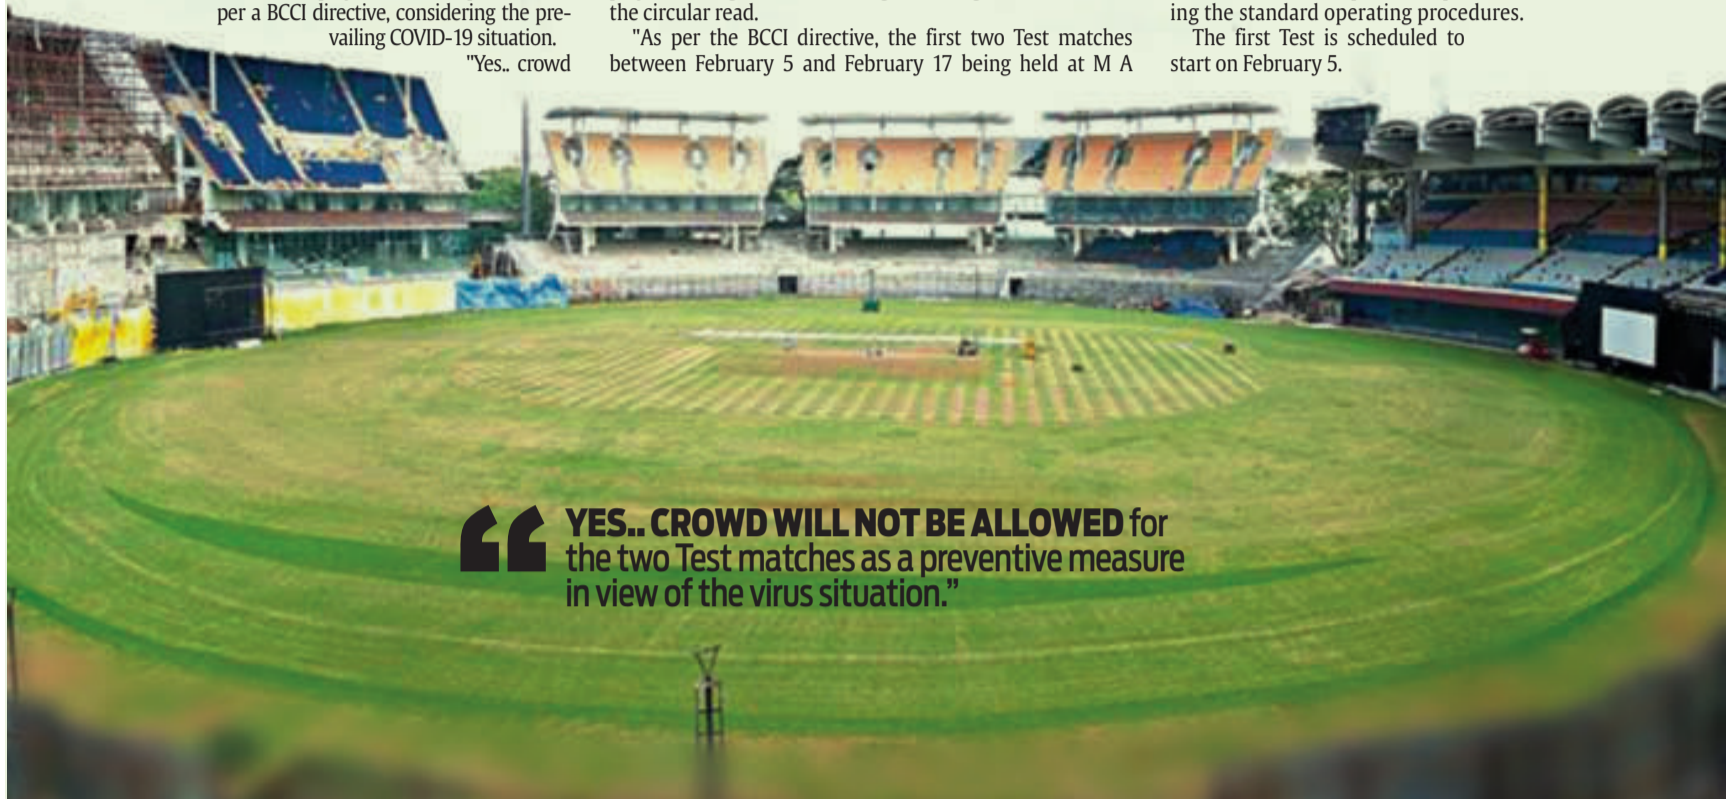 per a BCCI directive, considering the pre-
vailing COVID-19 situation.
"Yes.. crowd
the circular read.
"As per the BCCI directive, the first two Test matches
between February 5 and February 17 being held at M A
ing the standard operating procedures.
The first Test is scheduled to
start on February 5.
YES.. CROWD WILL NOT BE ALLOWED for
the two Test matches as a preventive measure
in view of the virus situation.”